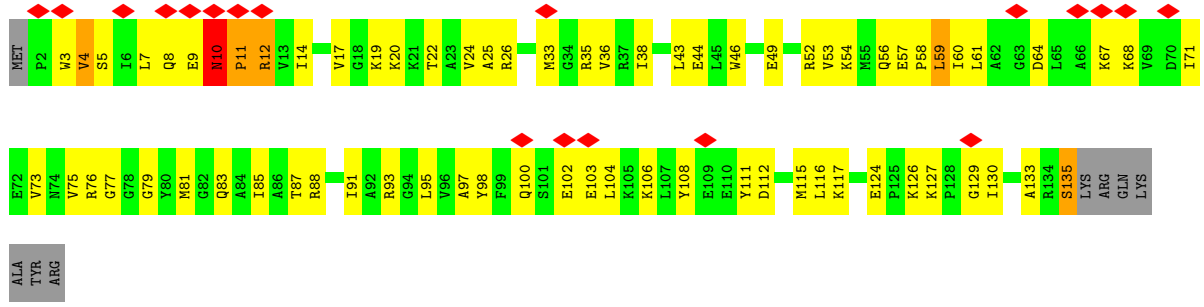 MET P2 W3 V4 S5 I6 L7 Q8 E9 N10 P11 R12 V13 I14 V17 G18 K19 K20 K21 T22 A23 V24 A25 R26 M33 G34 R35 V36 R37 I38 L43 E44 L45 W46 E49 R52 V53 K54 M55 Q56 E57 P58 L59 I60 L61 A62 G63 D64 L65 A66 K67 K68 V69 D70 I71
E72 V73 N74 V75 R76 G77 G78 G79 Y80 M81 G82 Q83 A84 I85 A86 T87 R88 I91 A92 R93 G94 L95 V96 A97 Y98 F99 Q100 S101 E102 E103 L104 K105 K106 L107 Y108 E109 E110 Y111 D112 M115 L116 K117 E124 P125 K126 K127 P128 G129 I130 A133 R134 S135 LYS ARG GLN LYS
ALA TYR ARG